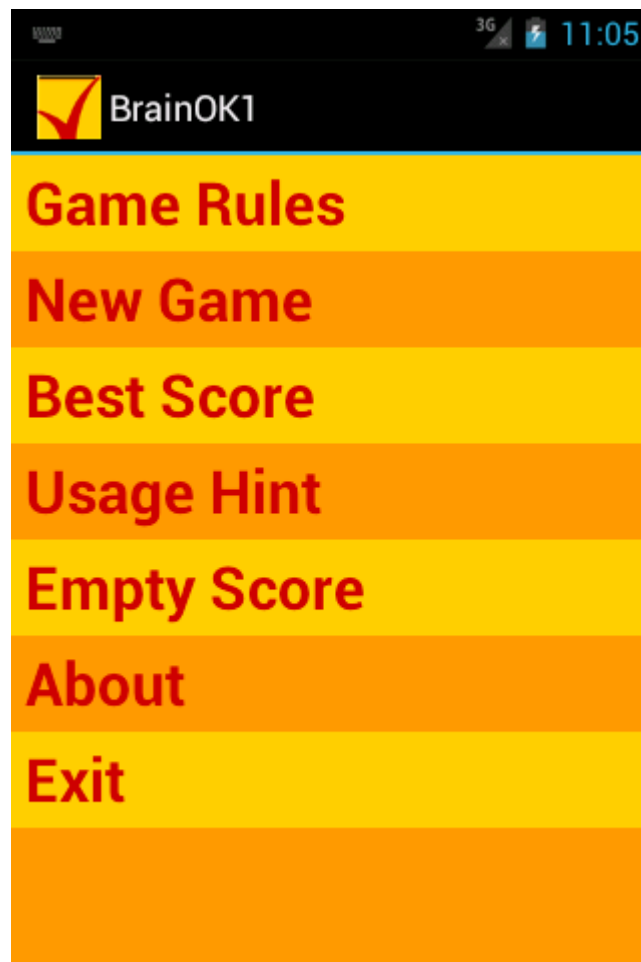 3G 11:05
BrainOK1
Game Rules
New Game
Best Score
Usage Hint
Empty Score
About
Exit